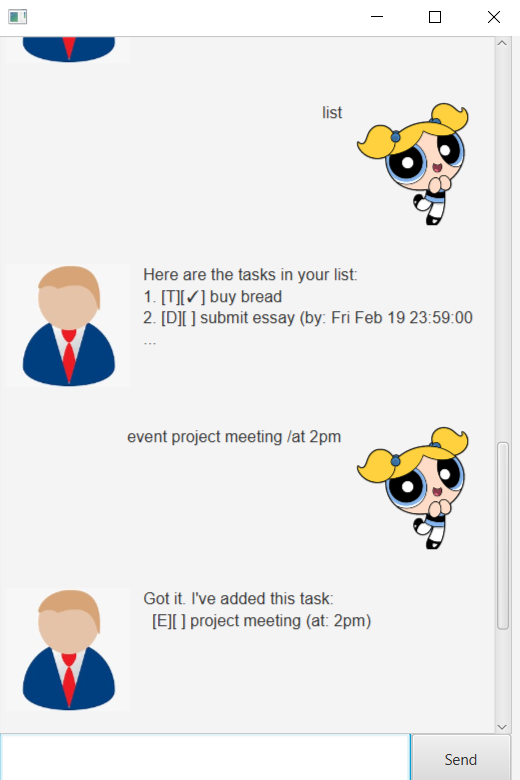 list
Here are the tasks in your list:
1. [T][✓] buy bread
2. [D][ ] submit essay (by: Fri Feb 19 23:59:00
...
event project meeting /at 2pm
Got it. I've added this task:
[E][ ] project meeting (at: 2pm)
Send